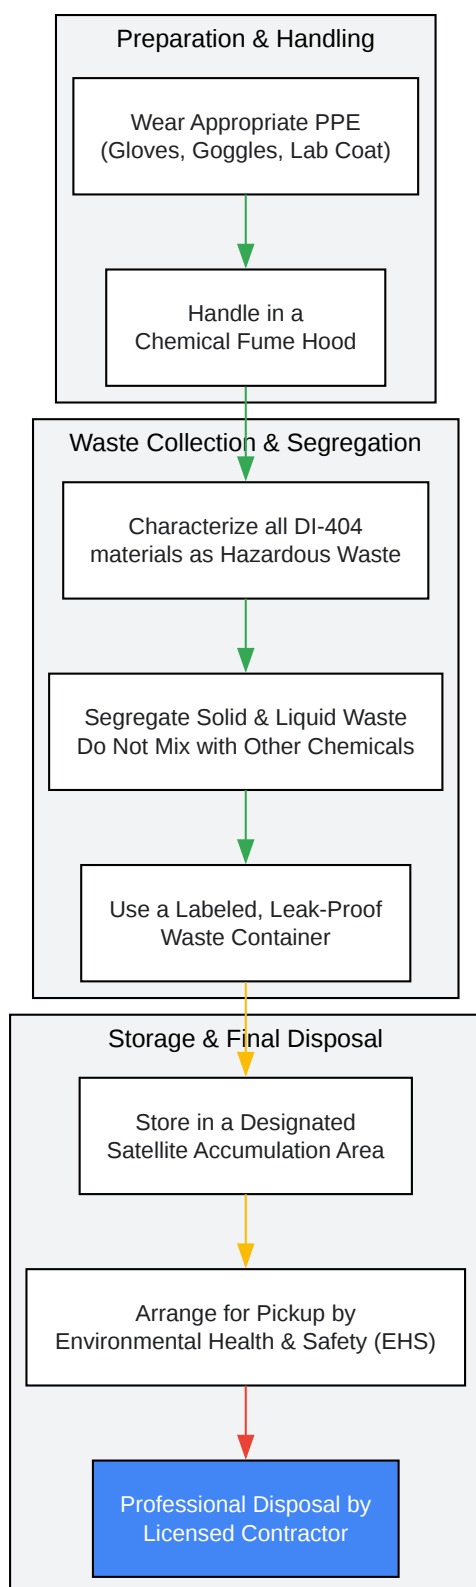 Preparation & Handling
Wear Appropriate PPE
(Gloves, Goggles, Lab Coat)
Handle in a
Chemical Fume Hood
Waste Collection & Segregation
Characterize all DI-404
materials as Hazardous Waste
Segregate Solid & Liquid Waste
Do Not Mix with Other Chemicals
Use a Labeled, Leak-Proof
Waste Container
Storage & Final Disposal
Store in a Designated
Satellite Accumulation Area
Arrange for Pickup by
Environmental Health & Safety (EHS)
Professional Disposal by
Licensed Contractor